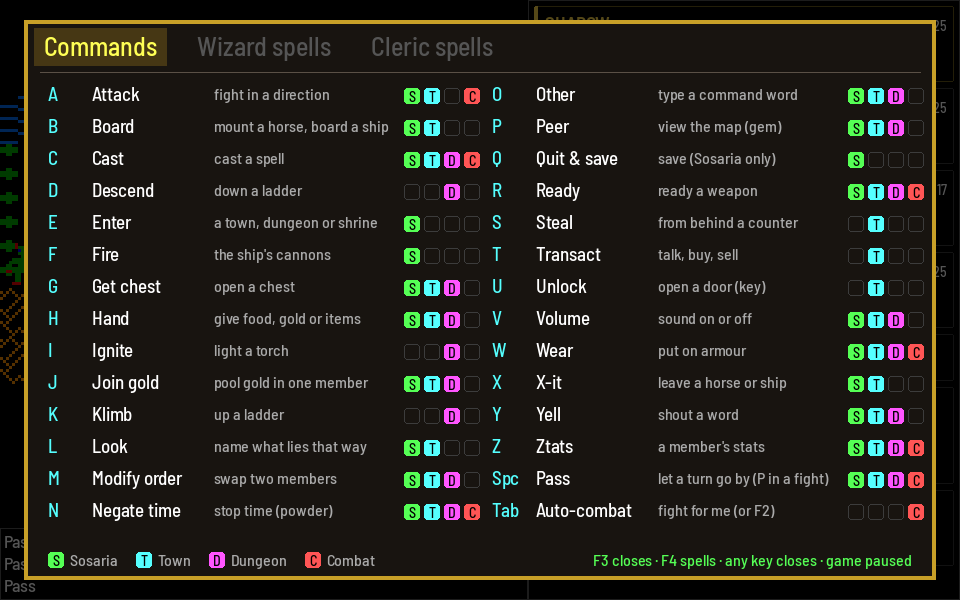 Commands Wizard spells Cleric spells
A Attack fight in a direction S T C
B Board mount a horse, board a ship S T
C Cast cast a spell S T D C
D Descend down a ladder D
E Enter a town, dungeon or shrine S
F Fire the ship's cannons S
G Get chest open a chest S T D
H Hand give food, gold or items S T D
I Ignite light a torch D
J Join gold pool gold in one member S T D
K Klimb up a ladder D
L Look name what lies that way S T
M Modify order swap two members S T D
N Negate time stop time (powder) S T D C
O Other type a command word S T D
P Peer view the map (gem) S T D
Q Quit & save save (Sosaria only) S
R Ready ready a weapon S T D C
S Steal from behind a counter T
T Transact talk, buy, sell T
U Unlock open a door (key) T
V Volume sound on or off S T D
W Wear put on armour S T D C
X X-it leave a horse or ship S T
Y Yell shout a word S T D
Z Ztats a member's stats S T D C
Spc Pass let a turn go by (P in a fight) S T D C
Tab Auto-combat fight for me (or F2) C
S Sosaria T Town D Dungeon C Combat
F3 closes · F4 spells · any key closes · game paused
Pass